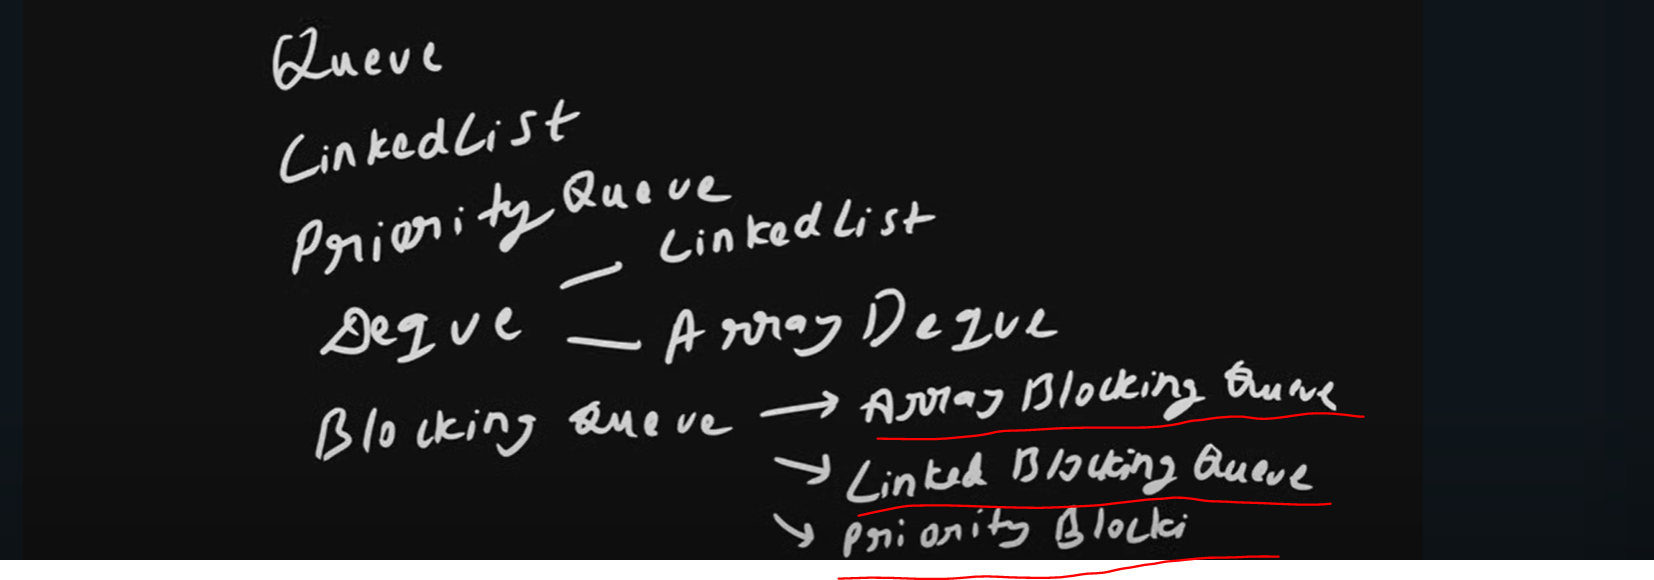 Queue
LinkedList
Priority Queue
Deque — LinkedList
— Array Deque
Blocking Queue → Array Blocking Queue
→ Linked Blocking Queue
→ Priority Blocki